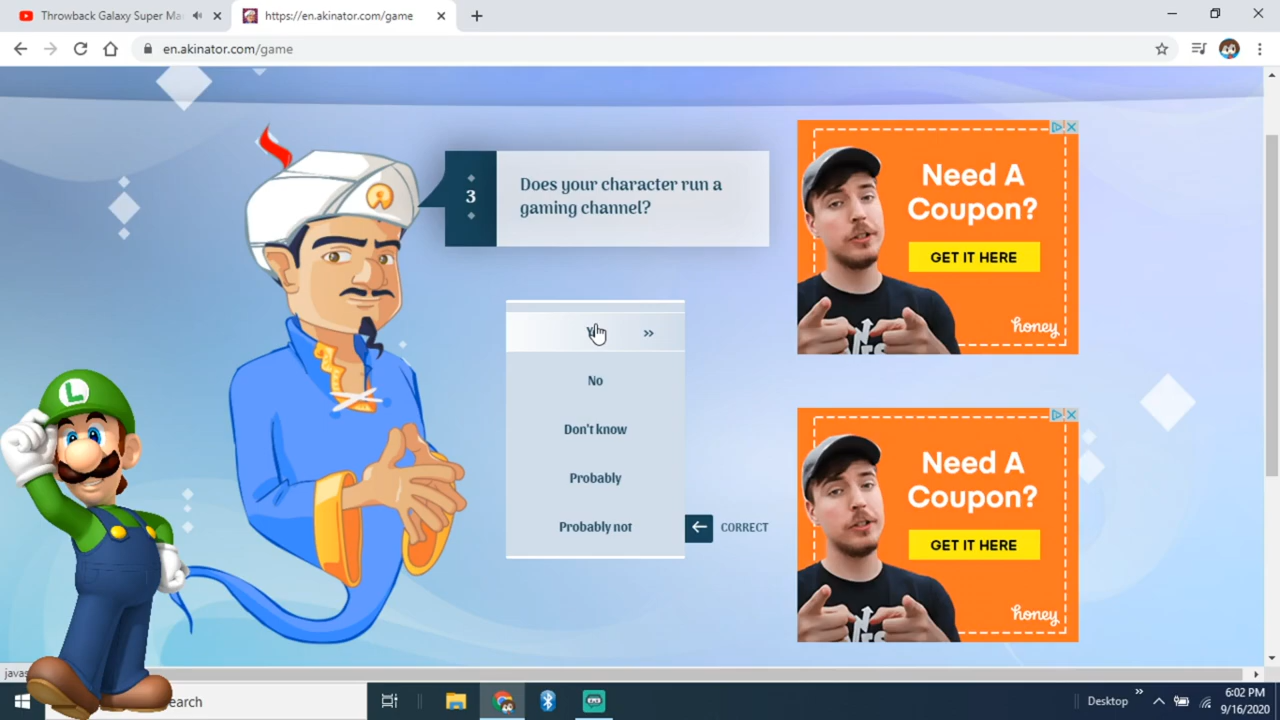 Throwback Galaxy Super Ma
https://en.akinator.com/game
en.akinator.com/game
3
Does your character run a
gaming channel?
No
Don't know
Probably
Probably not
CORRECT
Need A
Coupon?
GET IT HERE
honey
Need A
Coupon?
GET IT HERE
honey
L
javas
earch
Desktop
6:02 PM
9/16/2020